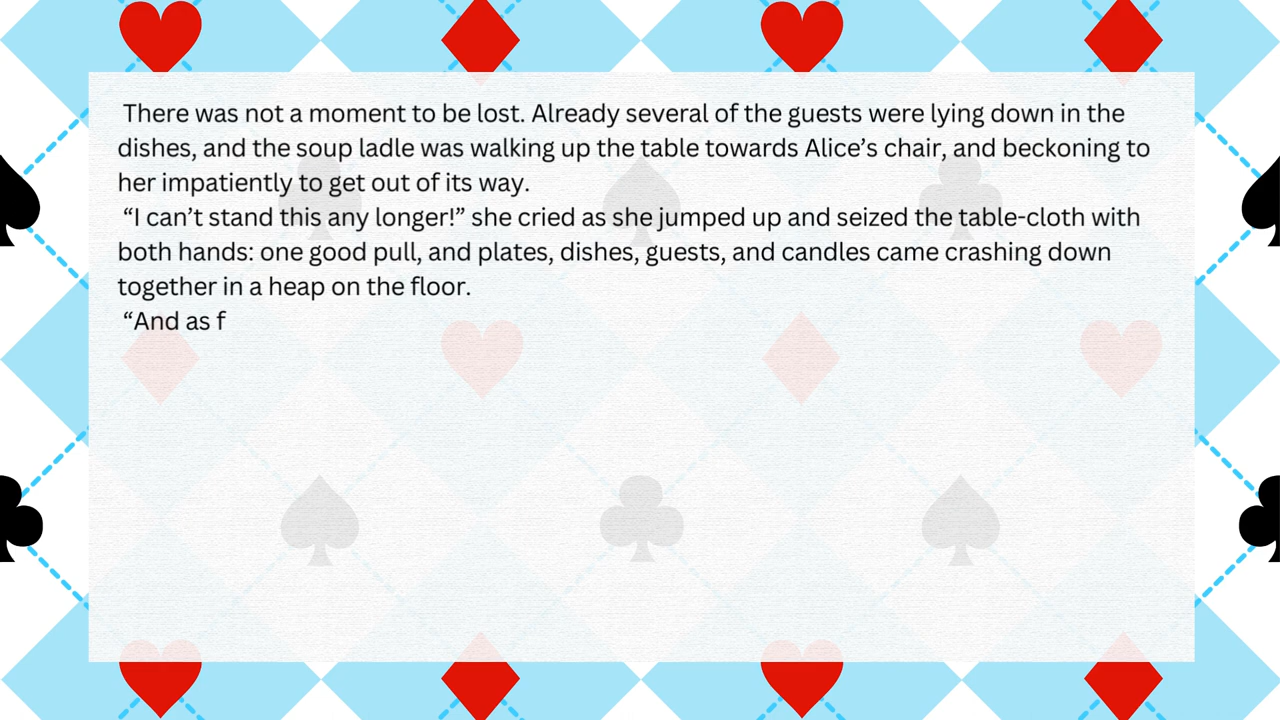 There was not a moment to be lost. Already several of the guests were lying down in the
dishes, and the soup ladle was walking up the table towards Alice’s chair, and beckoning to
her impatiently to get out of its way.
“I can’t stand this any longer!” she cried as she jumped up and seized the table-cloth with
both hands: one good pull, and plates, dishes, guests, and candles came crashing down
together in a heap on the floor.
“And as f